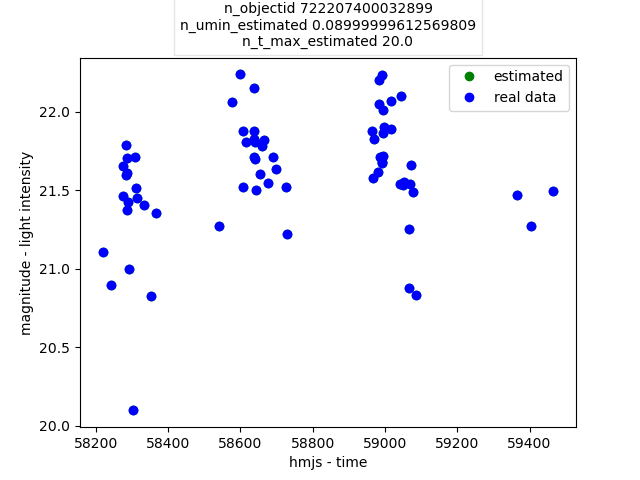 n_objectid 722207400032899
n_umin_estimated 0.08999999612569809
n_t_max_estimated 20.0
estimated
real data
magnitude - light intensity
22.0
21.5
21.0
20.5
20.0
58200 58400 58600 58800 59000 59200 59400
hmjs - time